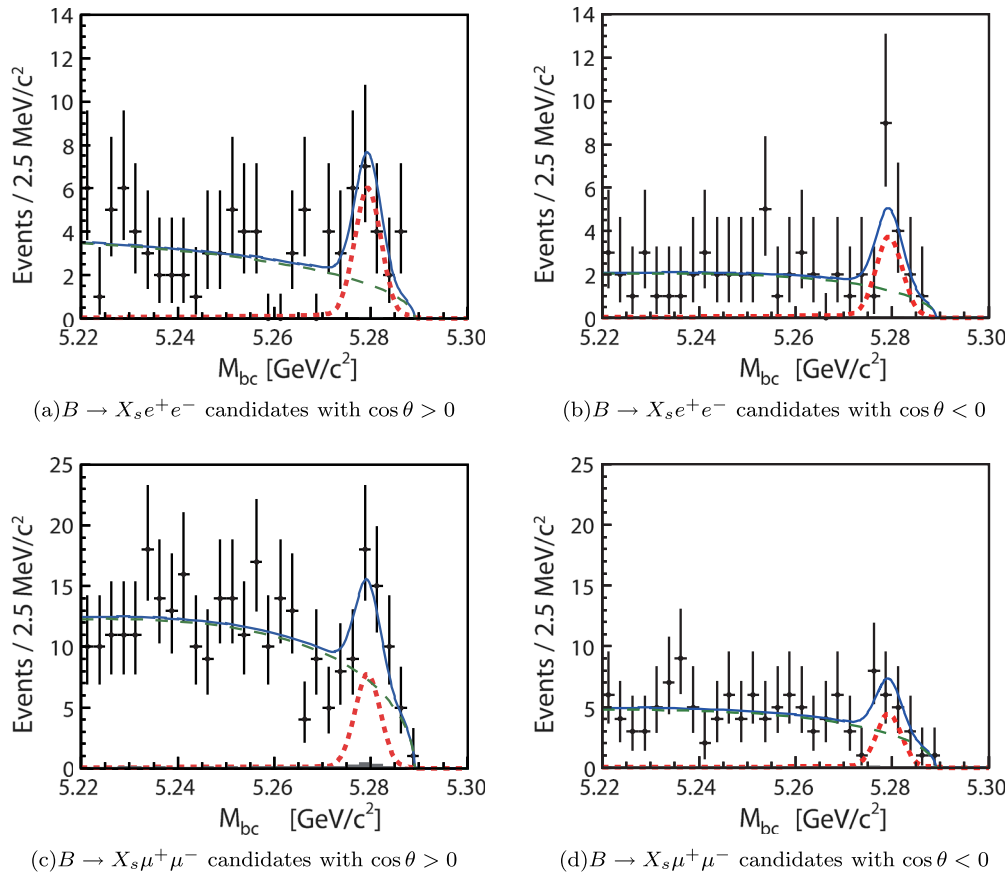 14
12
10
8
6
4
2
0
5.22 5.24 5.26 5.28 5.30
Events / 2.5 MeV/c²
M_bc [GeV/c²]
(a) B → X_s e⁺e⁻ candidates with cos θ > 0
14
12
10
8
6
4
2
0
5.22 5.24 5.26 5.28 5.30
Events / 2.5 MeV/c²
M_bc [GeV/c²]
(b) B → X_s e⁺e⁻ candidates with cos θ < 0
25
20
15
10
5
0
5.22 5.24 5.26 5.28 5.30
Events / 2.5 MeV/c²
M_bc [GeV/c²]
(c) B → X_s μ⁺μ⁻ candidates with cos θ > 0
25
20
15
10
5
0
5.22 5.24 5.26 5.28 5.30
Events / 2.5 MeV/c²
M_bc [GeV/c²]
(d) B → X_s μ⁺μ⁻ candidates with cos θ < 0